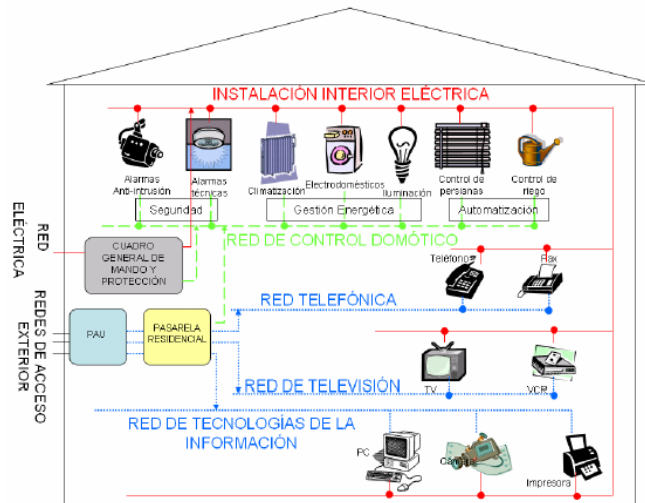 INSTALACIÓN INTERIOR ELÉCTRICA
Alarmas
Anti-intrusión
Alarmas
técnicas
Climatización
Electrodomésticos
Iluminación
Control de
persianas
Control de
riego
Seguridad
Gestión Energética
Automatización
RED DE CONTROL DOMÓTICO
RED
ELÉCTRICA
CUADRO
GENERAL DE
MANDO Y
PROTECCIÓN
Teléfono
Fax
RED TELEFÓNICA
REDES DE ACCESO
EXTERIOR
PAU
PASARELA
RESIDENCIAL
TV
VCR
RED DE TELEVISIÓN
RED DE TECNOLOGÍAS DE LA
INFORMACIÓN
PC
Cámara
Impresora